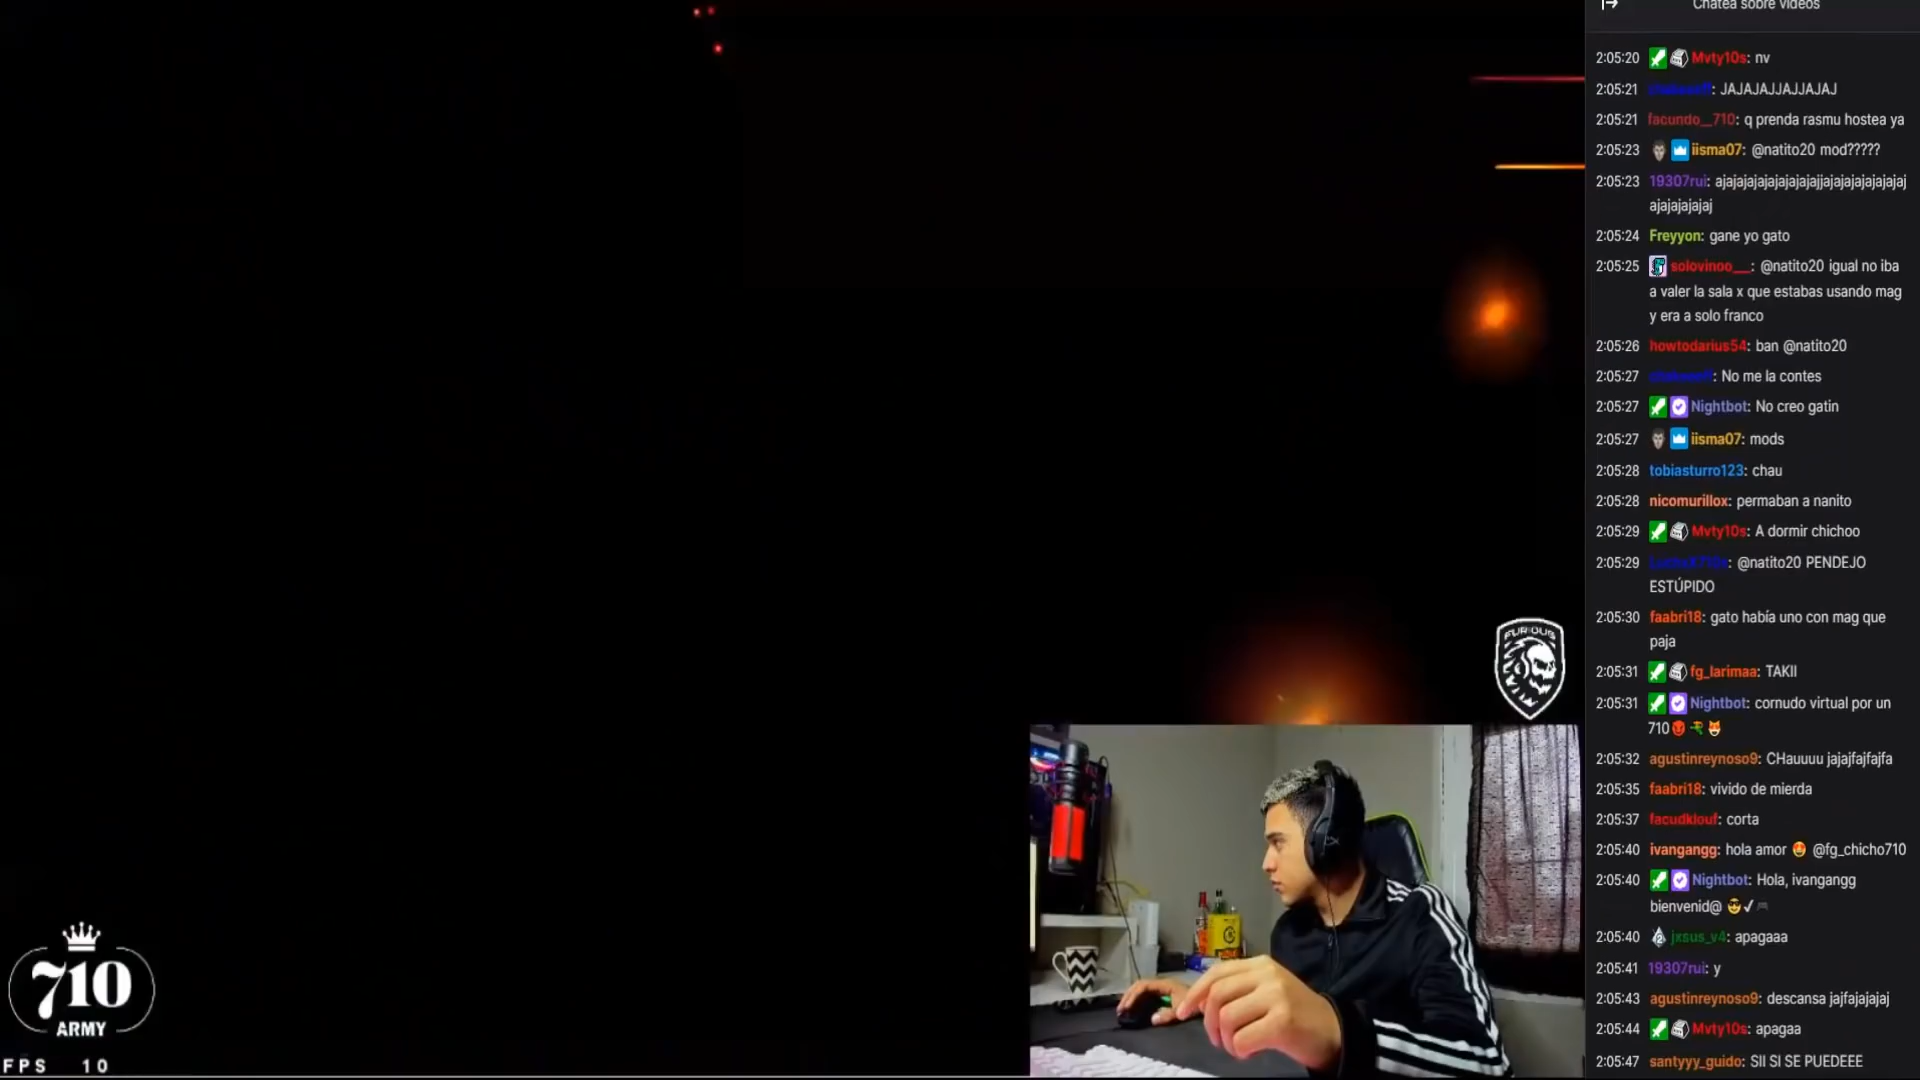 Chatea sobre videos
2:05:20 Mvty10s: nv
2:05:21 : JAJAJAJJAJJAJAJ
2:05:21 facundo__710: q prenda rasmu hostea ya
2:05:23 iisma07: @natito20 mod?????
2:05:23 19307rui: ajajajajajajajajajjajajajajajajaj
ajajajajajaj
2:05:24 Freyyon: gane yo gato
2:05:25 solovinoo__: @natito20 igual no iba
a valer la sala x que estabas usando mag
y era a solo franco
2:05:26 howtodarius54: ban @natito20
2:05:27 : No me la contes
2:05:27 Nightbot: No creo gatin
2:05:27 iisma07: mods
2:05:28 tobiasturro123: chau
2:05:28 nicomurillox: permaban a nanito
2:05:29 Mvty10s: A dormir chichoo
2:05:29 : @natito20 PENDEJO
ESTÚPIDO
2:05:30 faabri18: gato había uno con mag que
paja
2:05:31 fg_larimaa: TAKII
2:05:31 Nightbot: cornudo virtual por un
710
2:05:32 agustinreynoso9: CHauuuu jajajfajfajfa
2:05:35 faabri18: vivido de mierda
2:05:37 facudkiouf: corta
2:05:40 ivangangg: hola amor 🤩 @fg_chicho710
2:05:40 Nightbot: Hola, ivangangg
bienvenid@ 😎✓🎮
2:05:40 jxsus_v4: apagaaa
2:05:41 19307rui: y
2:05:43 agustinreynoso9: descansa jajfajajajaj
2:05:44 Mvty10s: apagaa
2:05:47 santyyy_guido: SII SI SE PUEDEEE
FURIOUS
710
ARMY
FPS 10